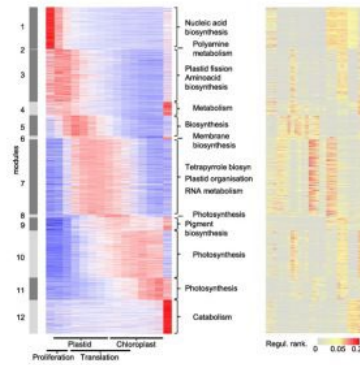 1
2
3
4
5
6
7
8
9
10
11
12
modules
Nucleic acid
biosynthesis
Polyamine
metabolism
Plastid fission
Aminoacid
biosynthesis
Metabolism
Biosynthesis
Membrane
biosynthesis
Tetrapyrrole biosyn
Plastid organisation
RNA metabolism
Photosynthesis
Pigment
biosynthesis
Photosynthesis
Photosynthesis
Catabolism
Plastid Chloroplast
Proliferation Translation
Regul. rank.
0 0.05 0.2